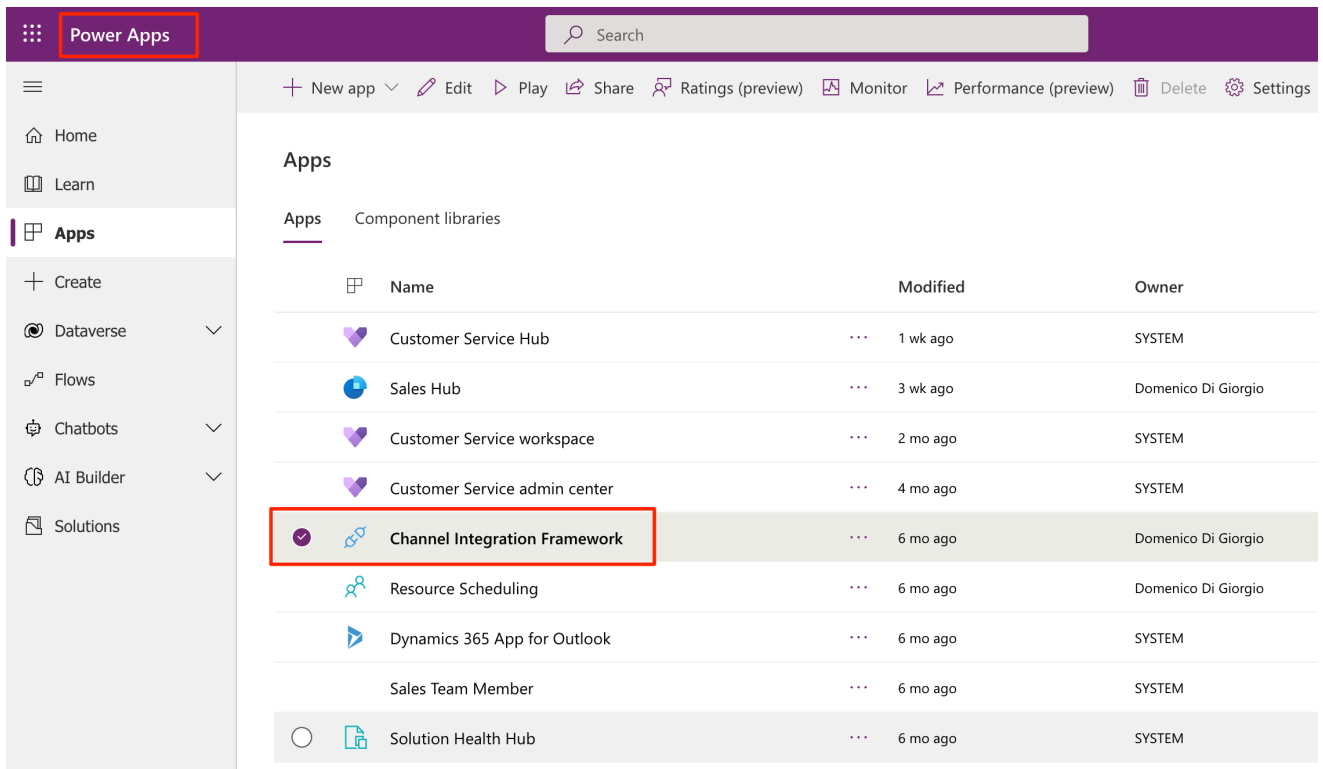 Power Apps
Search
New app
Edit
Play
Share
Ratings (preview)
Monitor
Performance (preview)
Delete
Settings
Home
Learn
Apps
Create
Dataverse
Flows
Chatbots
AI Builder
Solutions
Apps
Apps Component libraries
Name Modified Owner
Customer Service Hub ... 1 wk ago SYSTEM
Sales Hub ... 3 wk ago Domenico Di Giorgio
Customer Service workspace ... 2 mo ago SYSTEM
Customer Service admin center ... 4 mo ago SYSTEM
Channel Integration Framework ... 6 mo ago Domenico Di Giorgio
Resource Scheduling ... 6 mo ago Domenico Di Giorgio
Dynamics 365 App for Outlook ... 6 mo ago SYSTEM
Sales Team Member ... 6 mo ago SYSTEM
Solution Health Hub ... 6 mo ago SYSTEM